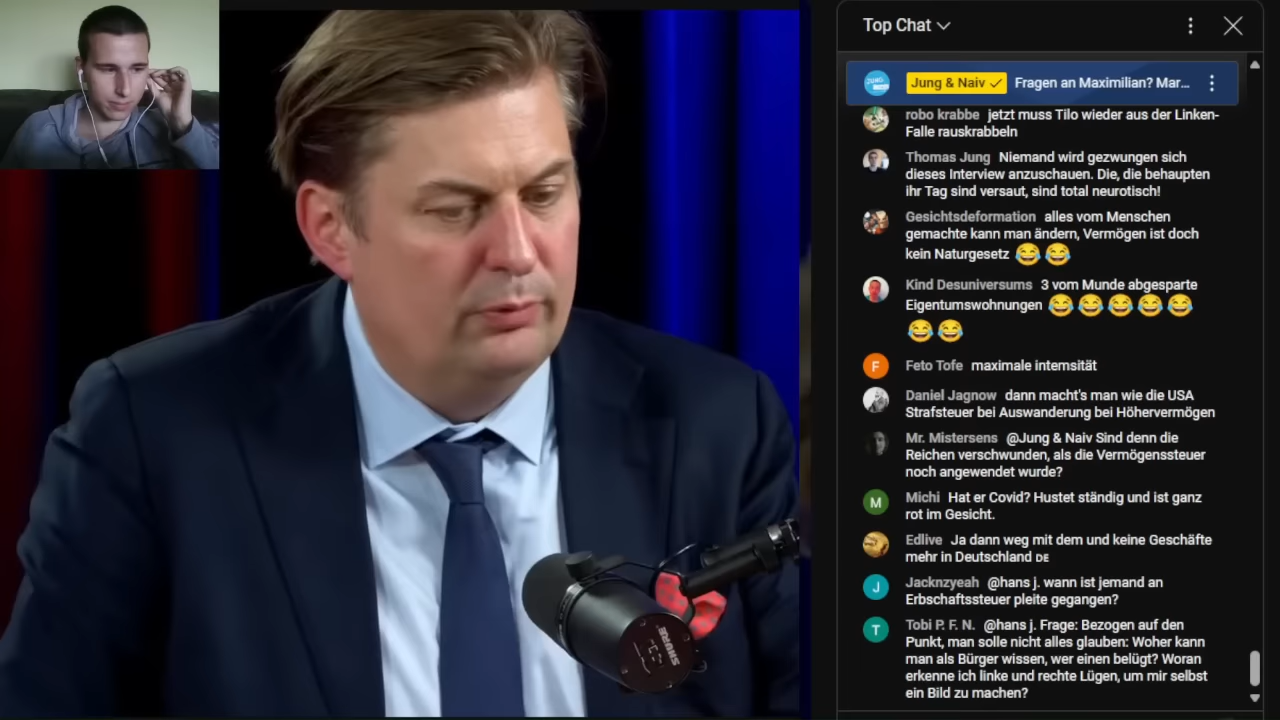 Top Chat
Jung & Naiv Fragen an Maximilian? Mar...
robo krabbe jetzt muss Tilo wieder aus der Linken-
Falle rauskrabbeln
Thomas Jung Niemand wird gezwungen sich
dieses Interview anzuschauen. Die, die behaupten
ihr Tag sind versaut, sind total neurotisch!
Gesichtsdeformation alles vom Menschen
gemachte kann man ändern, Vermögen ist doch
kein Naturgesetz 😂😂
Kind Desuniversums 3 vom Munde abgesparte
Eigentumswohnungen 😂😂😂😂😂
😂😂
F Feto Tofe maximale intemsität
Daniel Jagnow dann macht's man wie die USA
Strafsteuer bei Auswanderung bei Höhervermögen
Mr. Mistersens @Jung & Naiv Sind denn die
Reichen verschwunden, als die Vermögenssteuer
noch angewendet wurde?
M Michi Hat er Covid? Hustet ständig und ist ganz
rot im Gesicht.
Edlive Ja dann weg mit dem und keine Geschäfte
mehr in Deutschland DE
J Jacknzyeah @hans j. wann ist jemand an
Erbschaftssteuer pleite gegangen?
T Tobi P. F. N. @hans j. Frage: Bezogen auf den
Punkt, man solle nicht alles glauben: Woher kann
man als Bürger wissen, wer einen belügt? Woran
erkenne ich linke und rechte Lügen, um mir selbst
ein Bild zu machen?
SHURE